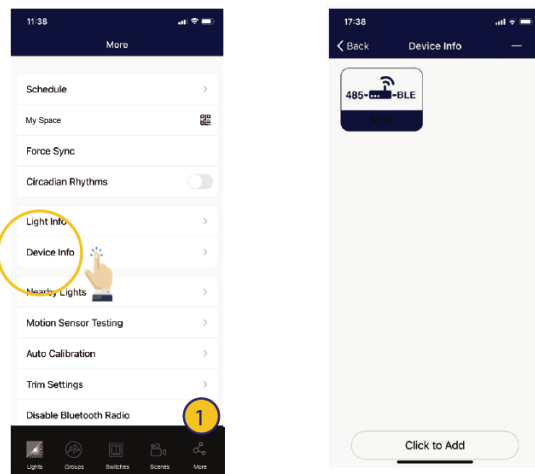 11:38
More
Schedule
My Space
Force Sync
Circadian Rhythms
Light Info
Device Info
Nearby Lights
Motion Sensor Testing
Auto Calibration
Trim Settings
Disable Bluetooth Radio
1
Lights Groups Switches Scenes More
17:38
Back Device Info
485- -BLE
Click to Add